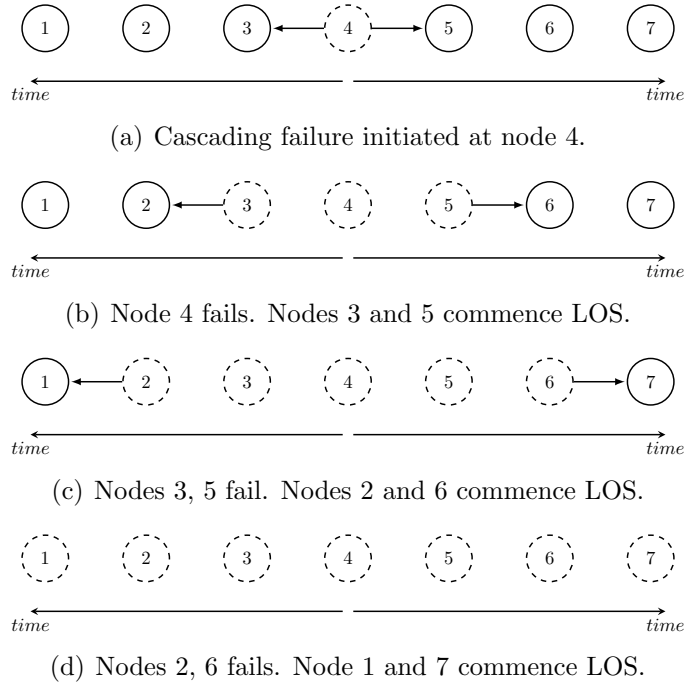 1 2 3 4 5 6 7
time time
(a) Cascading failure initiated at node 4.
1 2 3 4 5 6 7
time time
(b) Node 4 fails. Nodes 3 and 5 commence LOS.
1 2 3 4 5 6 7
time time
(c) Nodes 3, 5 fail. Nodes 2 and 6 commence LOS.
1 2 3 4 5 6 7
time time
(d) Nodes 2, 6 fails. Node 1 and 7 commence LOS.